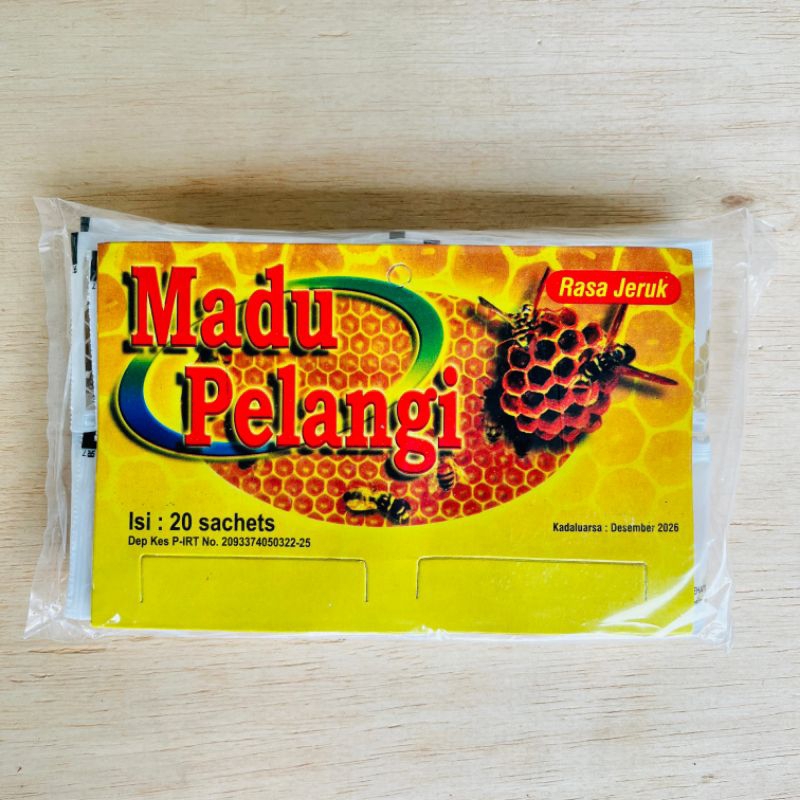 Madu
Pelangi
Rasa Jeruk
Isi : 20 sachets
Dep Kes P-IRT No. 2093374050322-25
Kadaluarsa : Desember 2026